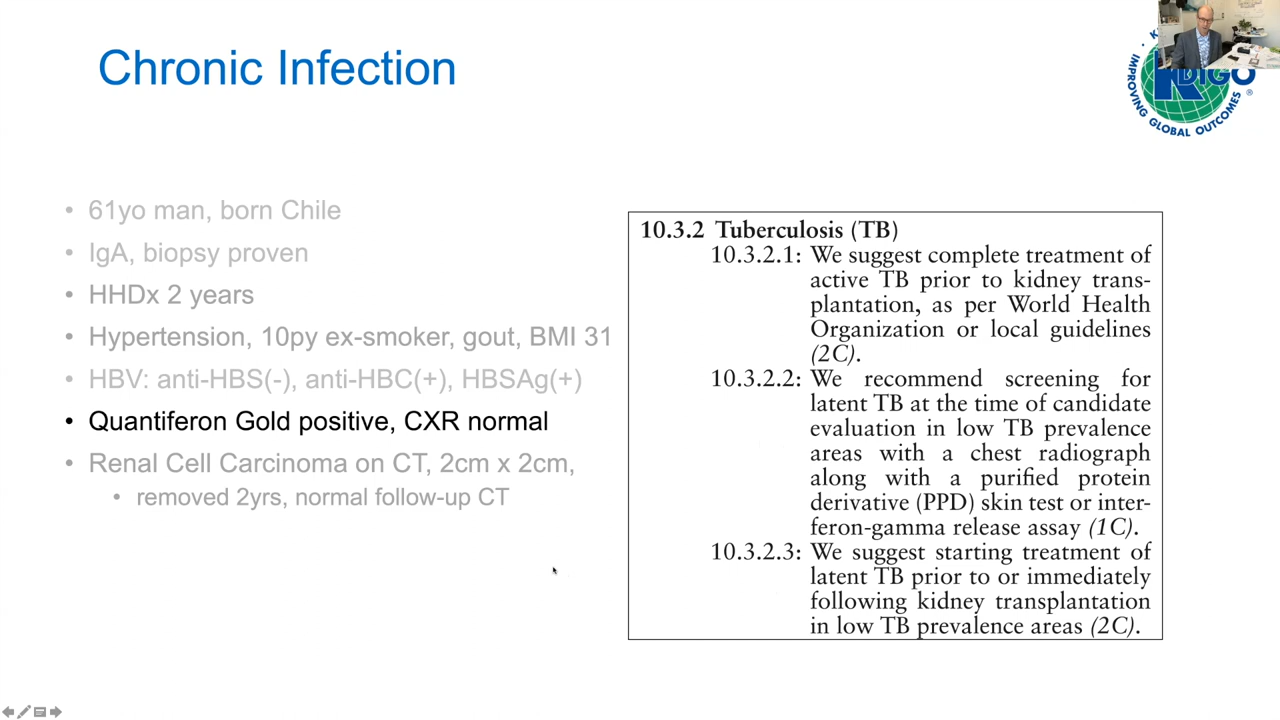 Chronic Infection
KDIGO
IMPROVING GLOBAL OUTCOMES
®
• 61yo man, born Chile
• IgA, biopsy proven
• HHDx 2 years
• Hypertension, 10py ex-smoker, gout, BMI 31
• HBV: anti-HBS(-), anti-HBC(+), HBSAg(+)
• Quantiferon Gold positive, CXR normal
• Renal Cell Carcinoma on CT, 2cm x 2cm,
• removed 2yrs, normal follow-up CT
10.3.2 Tuberculosis (TB)
10.3.2.1: We suggest complete treatment of
active TB prior to kidney trans-
plantation, as per World Health
Organization or local guidelines
(2C).
10.3.2.2: We recommend screening for
latent TB at the time of candidate
evaluation in low TB prevalence
areas with a chest radiograph
along with a purified protein
derivative (PPD) skin test or inter-
feron-gamma release assay (1C).
10.3.2.3: We suggest starting treatment of
latent TB prior to or immediately
following kidney transplantation
in low TB prevalence areas (2C).